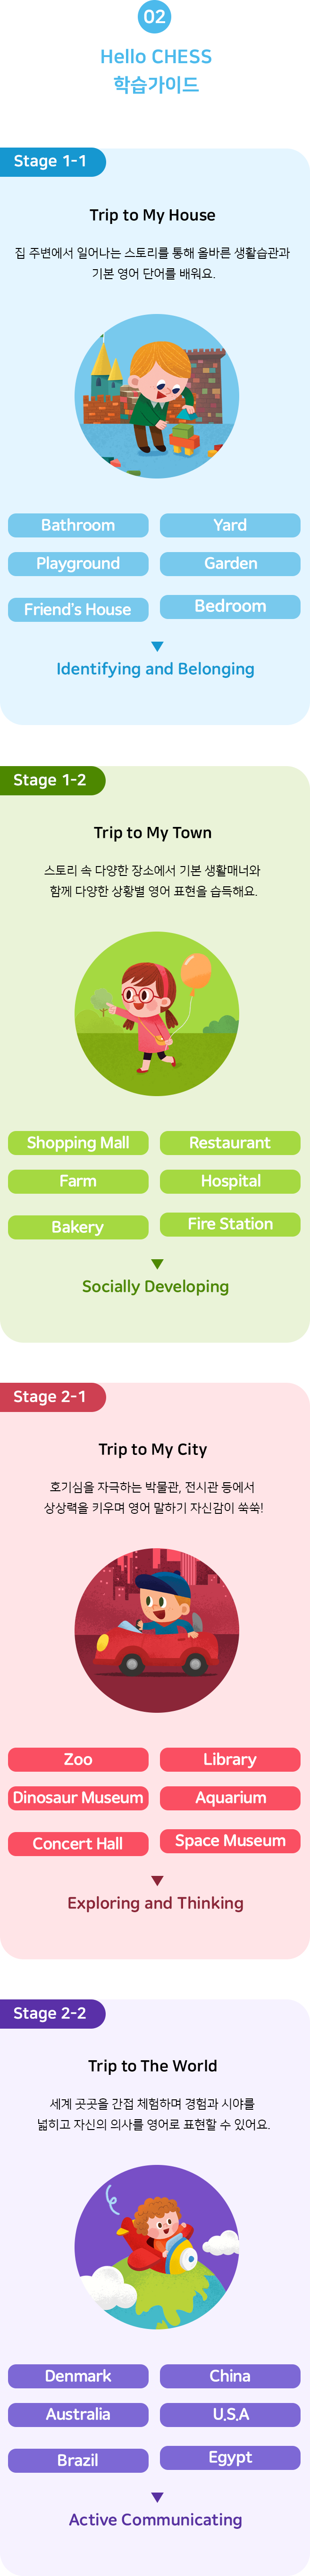 02
Hello CHESS
학습가이드
Stage 1-1
Trip to My House
집 주변에서 일어나는 스토리를 통해 올바른 생활습관과
기본 영어 단어를 배워요.
Bathroom
Yard
Playground
Garden
Friend's House
Bedroom
Identifying and Belonging
Stage 1-2
Trip to My Town
스토리 속 다양한 장소에서 기본 생활매너와
함께 다양한 상황별 영어 표현을 습득해요.
Shopping Mall
Restaurant
Farm
Hospital
Bakery
Fire Station
Socially Developing
Stage 2-1
Trip to My City
호기심을 자극하는 박물관, 전시관 등에서
상상력을 키우며 영어 말하기 자신감이 쑥쑥!
Zoo
Library
Dinosaur Museum
Aquarium
Concert Hall
Space Museum
Exploring and Thinking
Stage 2-2
Trip to The World
세계 곳곳을 간접 체험하며 경험과 시야를
넓히고 자신의 의사를 영어로 표현할 수 있어요.
Denmark
China
Australia
U.S.A
Brazil
Egypt
Active Communicating